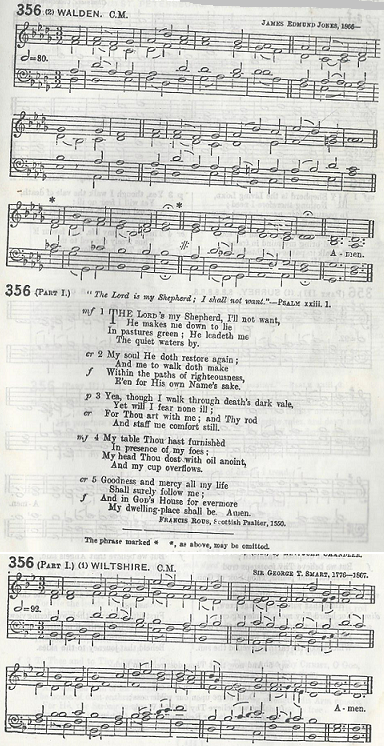 356 (2) WALDEN. C.M.
JAMES EDMUND JONES, 1866—
=80.
*
*
A - men.
356 (PART I.) "The Lord is my Shepherd; I shall not want."—PSALM xxiii. 1.
mf 1 THE LORD'S my Shepherd, I'll not want,
He makes me down to lie
In pastures green; He leadeth me
The quiet waters by.
cr 2 My soul He doth restore again;
And me to walk doth make
f Within the paths of righteousness,
E'en for His own Name's sake.
p 3 Yea, though I walk through death's dark vale,
Yet will I fear none ill;
cr For Thou art with me; and Thy rod
And staff me comfort still.
mf 4 My table Thou hast furnishèd
In presence of my foes;
My head Thou dost with oil anoint,
And my cup overflows.
cr 5 Goodness and mercy all my life
Shall surely follow me;
f And in God's House for evermore
My dwelling-place shall be. Amen.
FRANCIS ROUS, Scottish Psalter, 1650.
The phrase marked * *, as above, may be omitted.
CHANDLER.
356 (PART I.) (1) WILTSHIRE. C.M.
SIR GEORGE T. SMART, 1776–1867.
=92.
A - men.